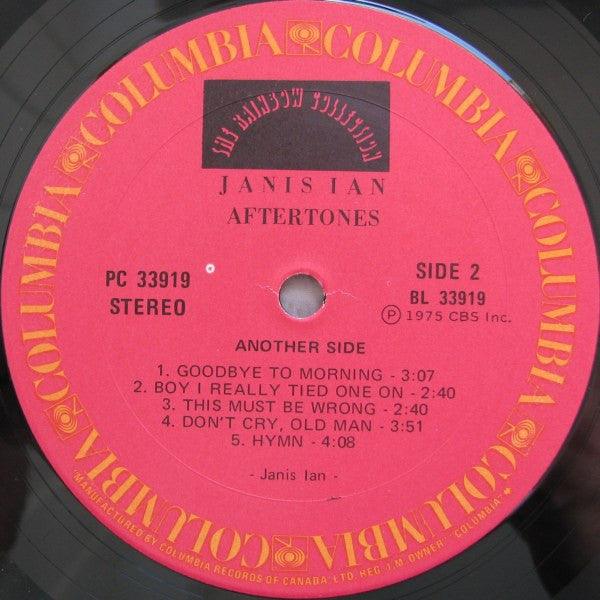 COLUMBIA COLUMBIA COLUMBIA COLUMBIA COLUMBIA COLUMBIA COLUMBIA COLUMBIA
THE RAINBOW COLLECTION
JANIS IAN
AFTERTONES
PC 33919
STEREO
SIDE 2
BL 33919
Ⓟ 1975 CBS Inc.
ANOTHER SIDE
1. GOODBYE TO MORNING - 3:07
2. BOY I REALLY TIED ONE ON - 2:40
3. THIS MUST BE WRONG - 2:40
4. DON'T CRY, OLD MAN - 3:51
5. HYMN - 4:08
- Janis Ian -
MANUFACTURED BY COLUMBIA RECORDS OF CANADA, LTD. REG. T.M. OWNER "COLUMBIA"